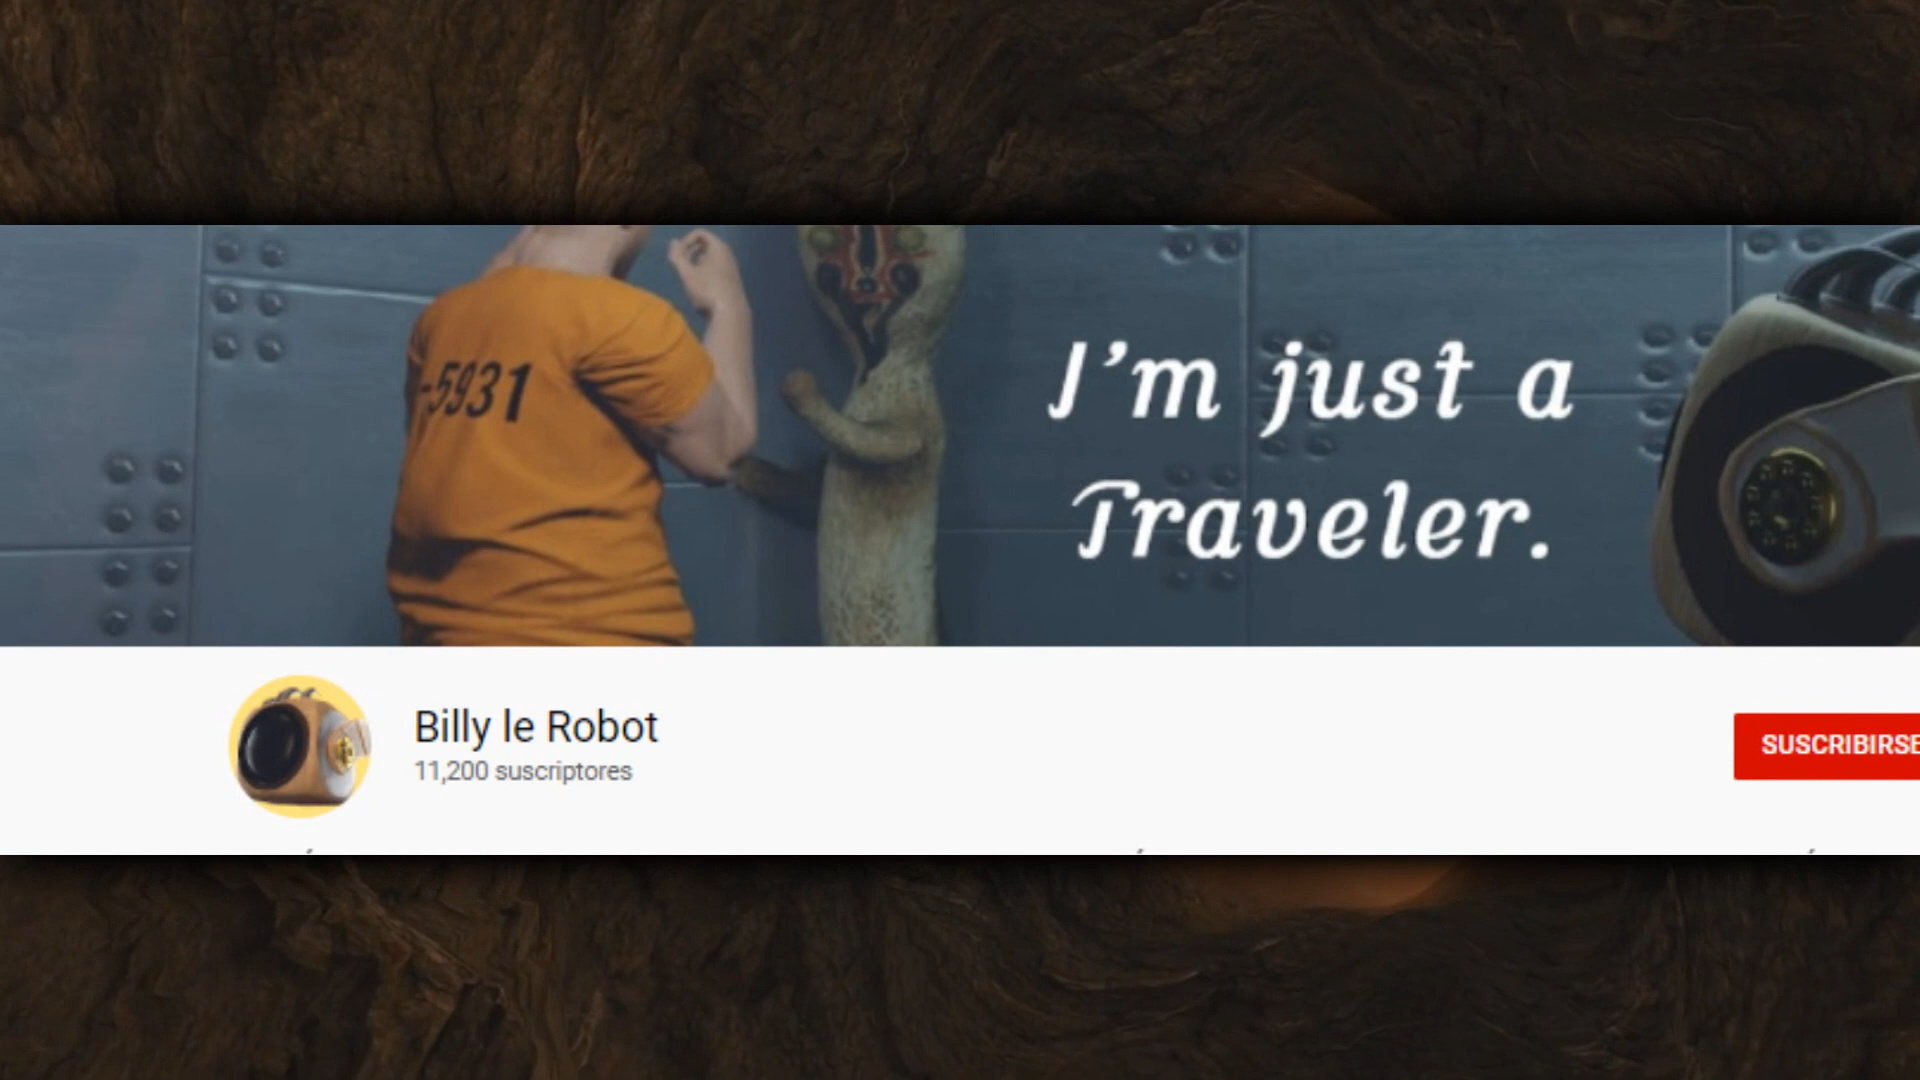 -5931
I'm just a
Traveler.
Billy le Robot
11,200 suscriptores
SUSCRIBIRSE